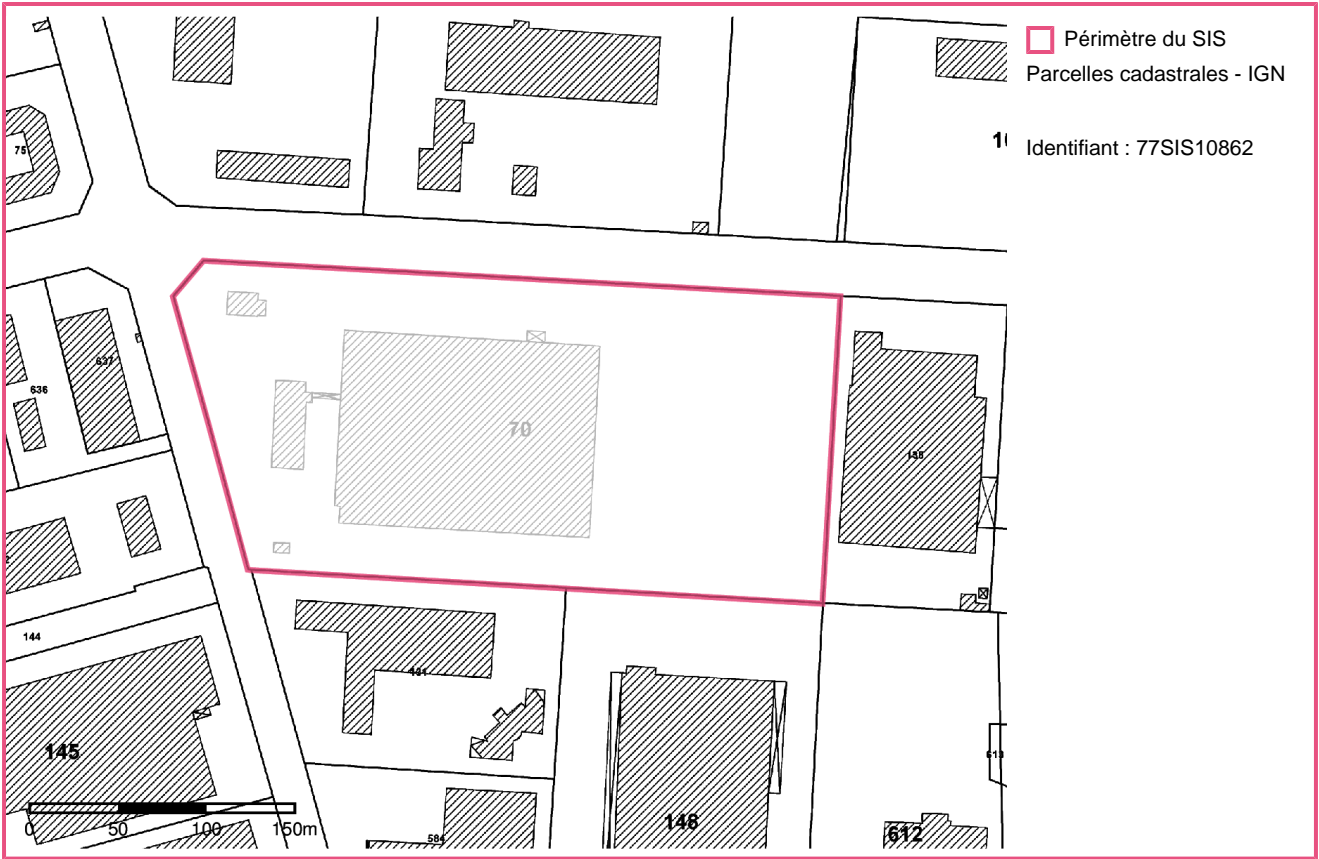 Périmètre du SIS
Parcelles cadastrales - IGN
Identifiant : 77SIS10862
75
637
636
70
144
145
148
584
612
0 50 100 150m